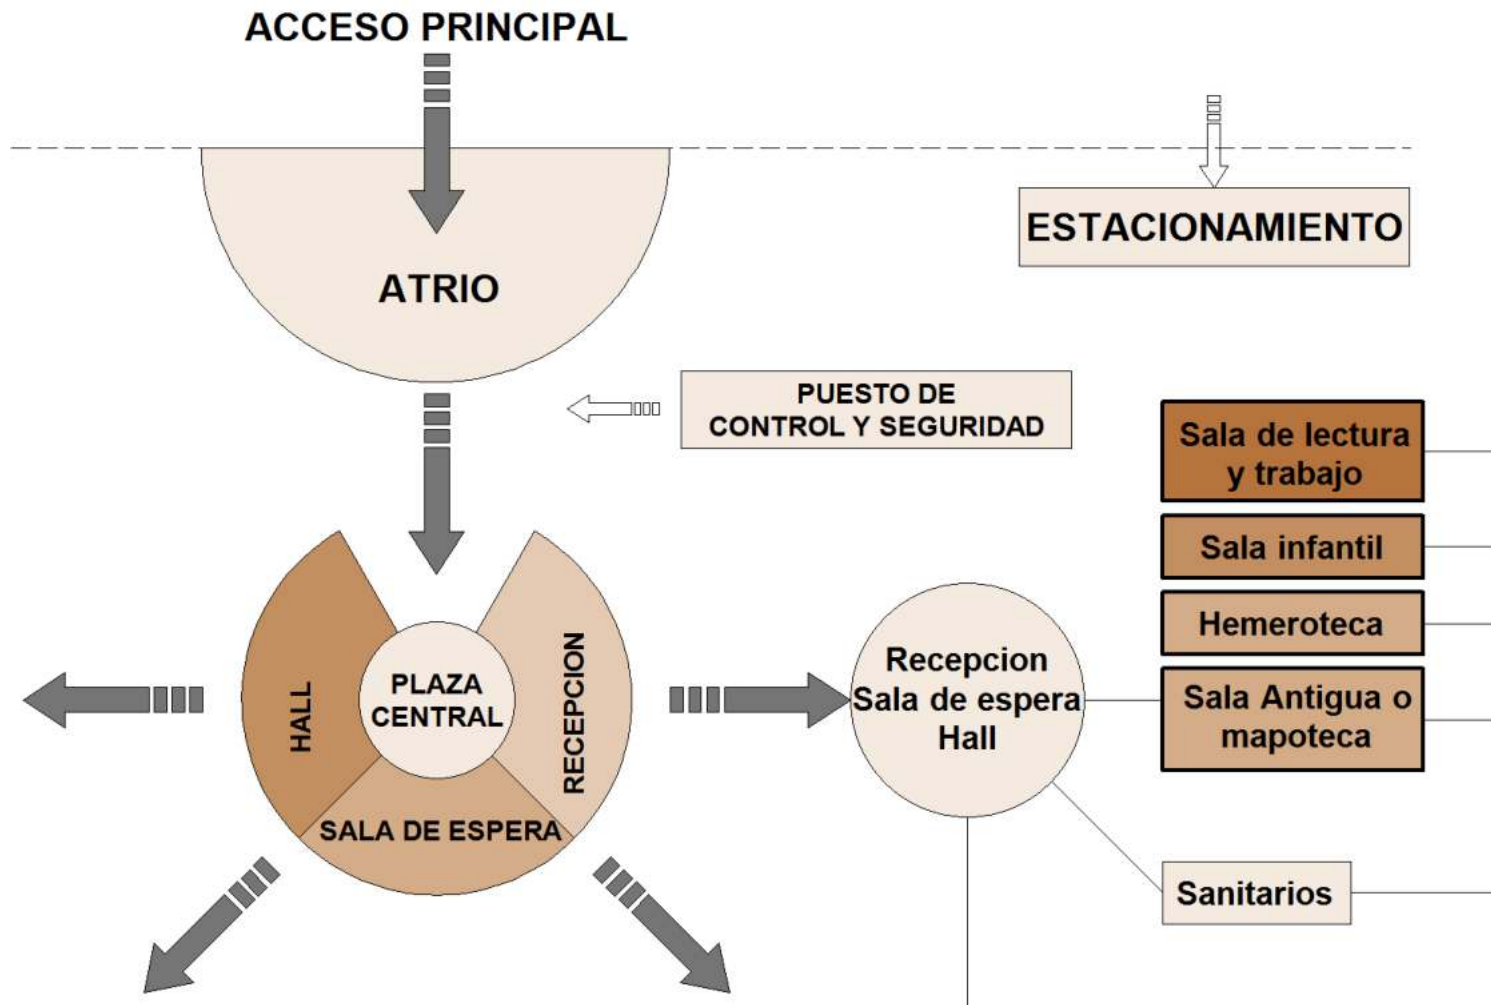 ACCESO PRINCIPAL
ATRIO
ESTACIONAMIENTO
PUESTO DE
CONTROL Y SEGURIDAD
HALL
PLAZA
CENTRAL
RECEPCION
SALA DE ESPERA
Recepcion
Sala de espera
Hall
Sala de lectura
y trabajo
Sala infantil
Hemeroteca
Sala Antigua o
mapoteca
Sanitarios